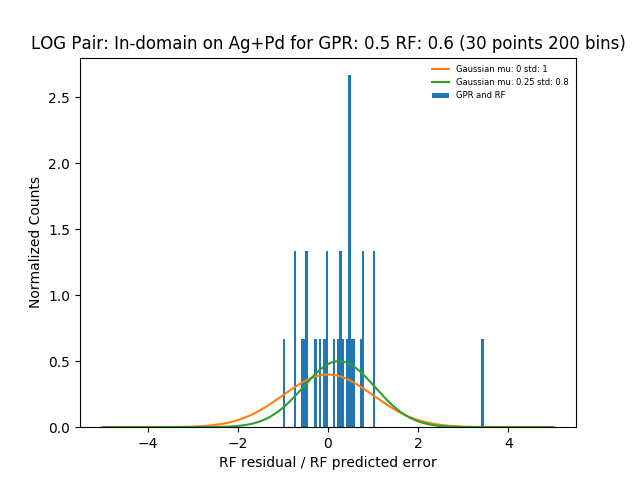 LOG Pair: In-domain on Ag+Pd for GPR: 0.5 RF: 0.6 (30 points 200 bins)
Gaussian mu: 0 std: 1
Gaussian mu: 0.25 std: 0.8
GPR and RF
Normalized Counts
2.5
2.0
1.5
1.0
0.5
0.0
−4 −2 0 2 4
RF residual / RF predicted error